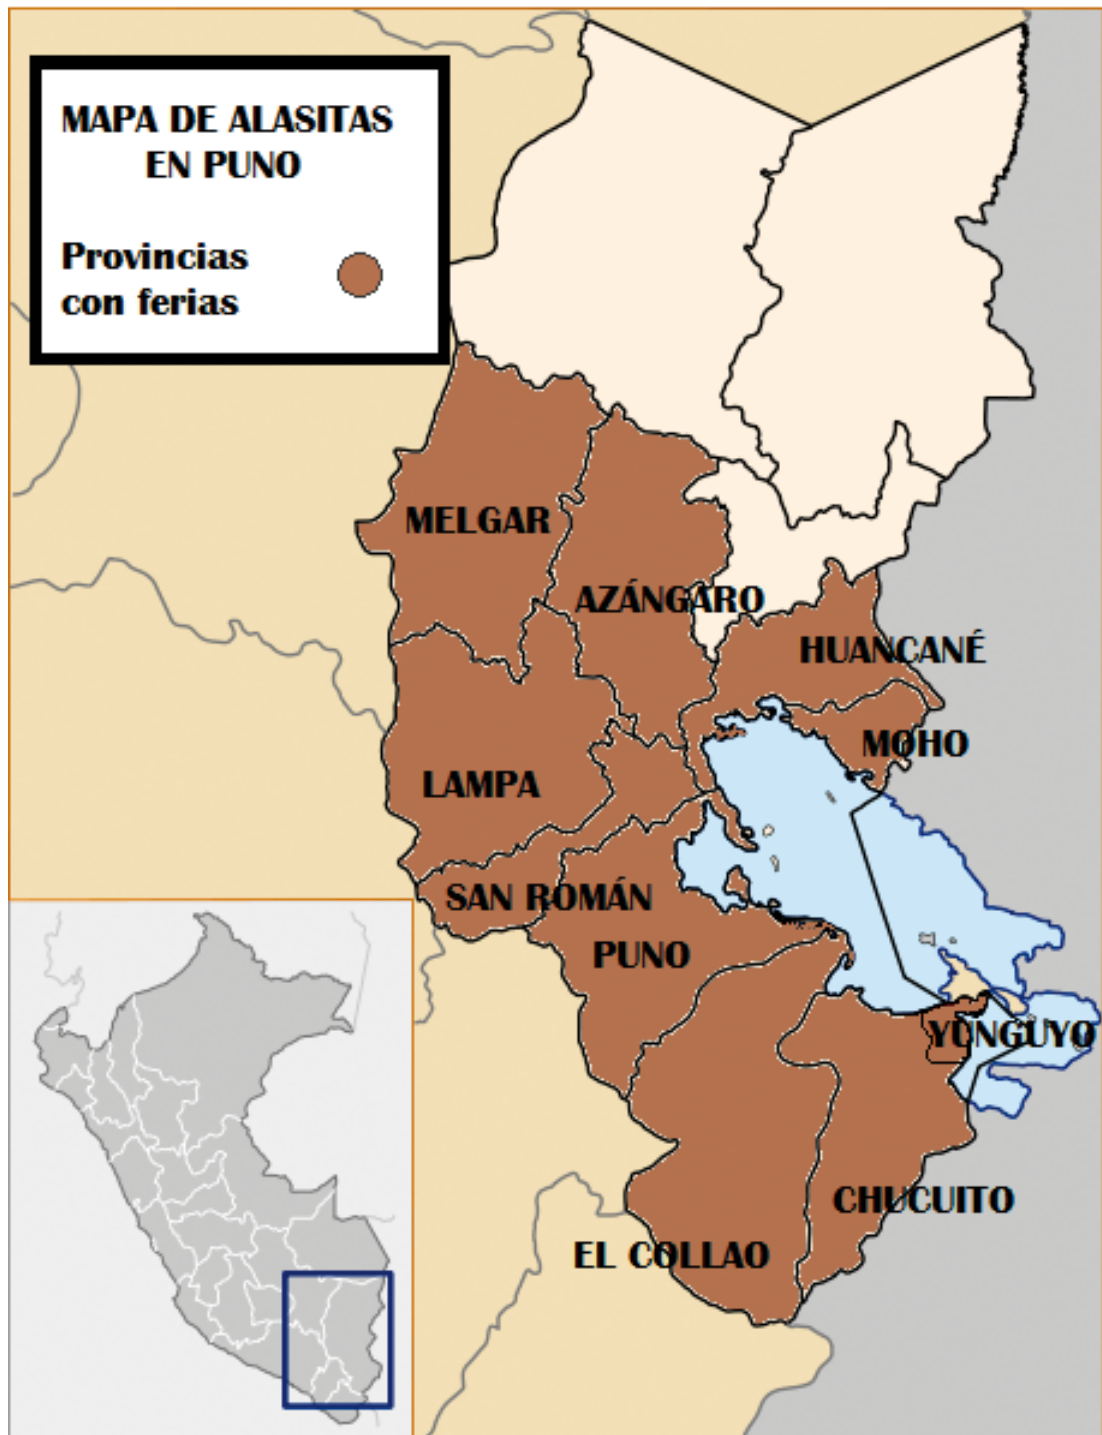 MAPA DE ALASITAS
EN PUNO
Provincias
con ferias
MELGAR
AZÁNGARO
HUANCANÉ
MOHO
LAMPA
SAN ROMÁN
PUNO
YUNGUYO
CHUCUITO
EL COLLAO